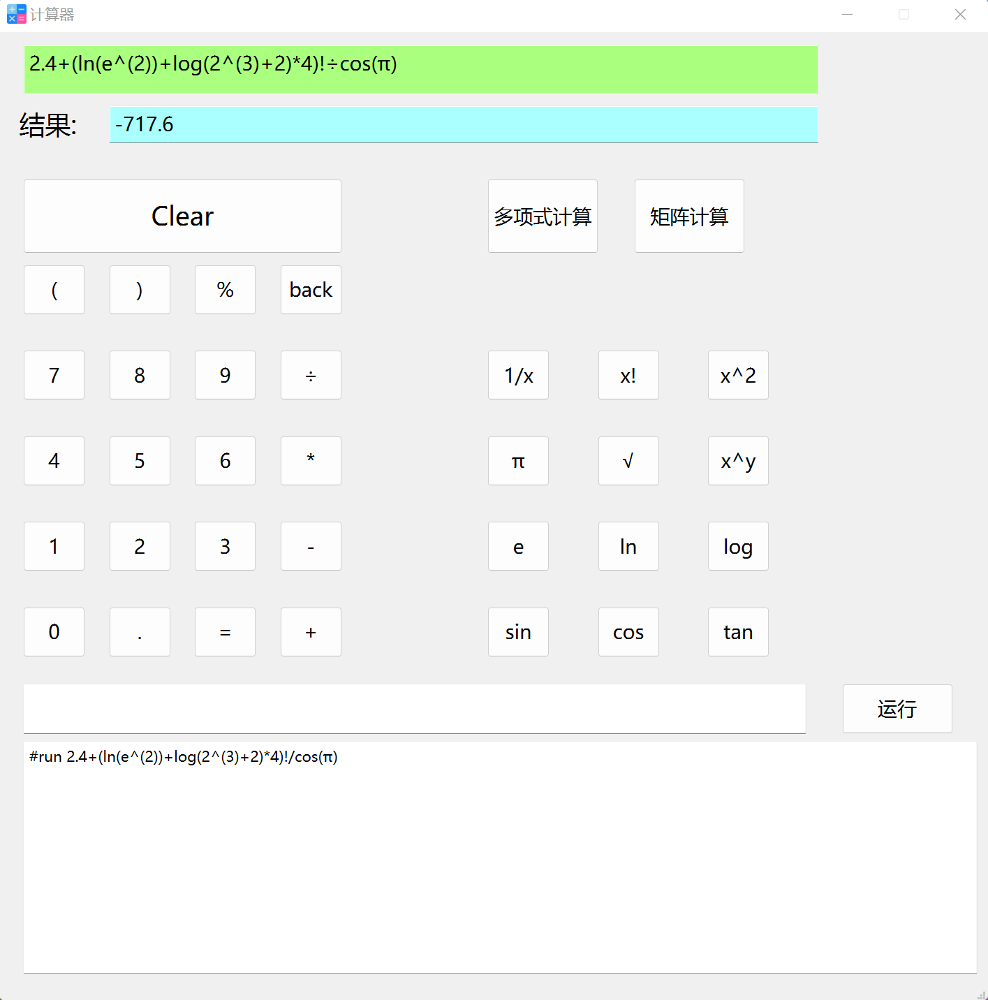 计算器
2.4+(ln(e^(2))+log(2^(3)+2)*4)!÷cos(π)
结果: -717.6
Clear 多项式计算 矩阵计算
( ) % back
7 8 9 ÷ 1/x x! x^2
4 5 6 * π √ x^y
1 2 3 - e ln log
0 . = + sin cos tan
运行
#run 2.4+(ln(e^(2))+log(2^(3)+2)*4)!/cos(π)